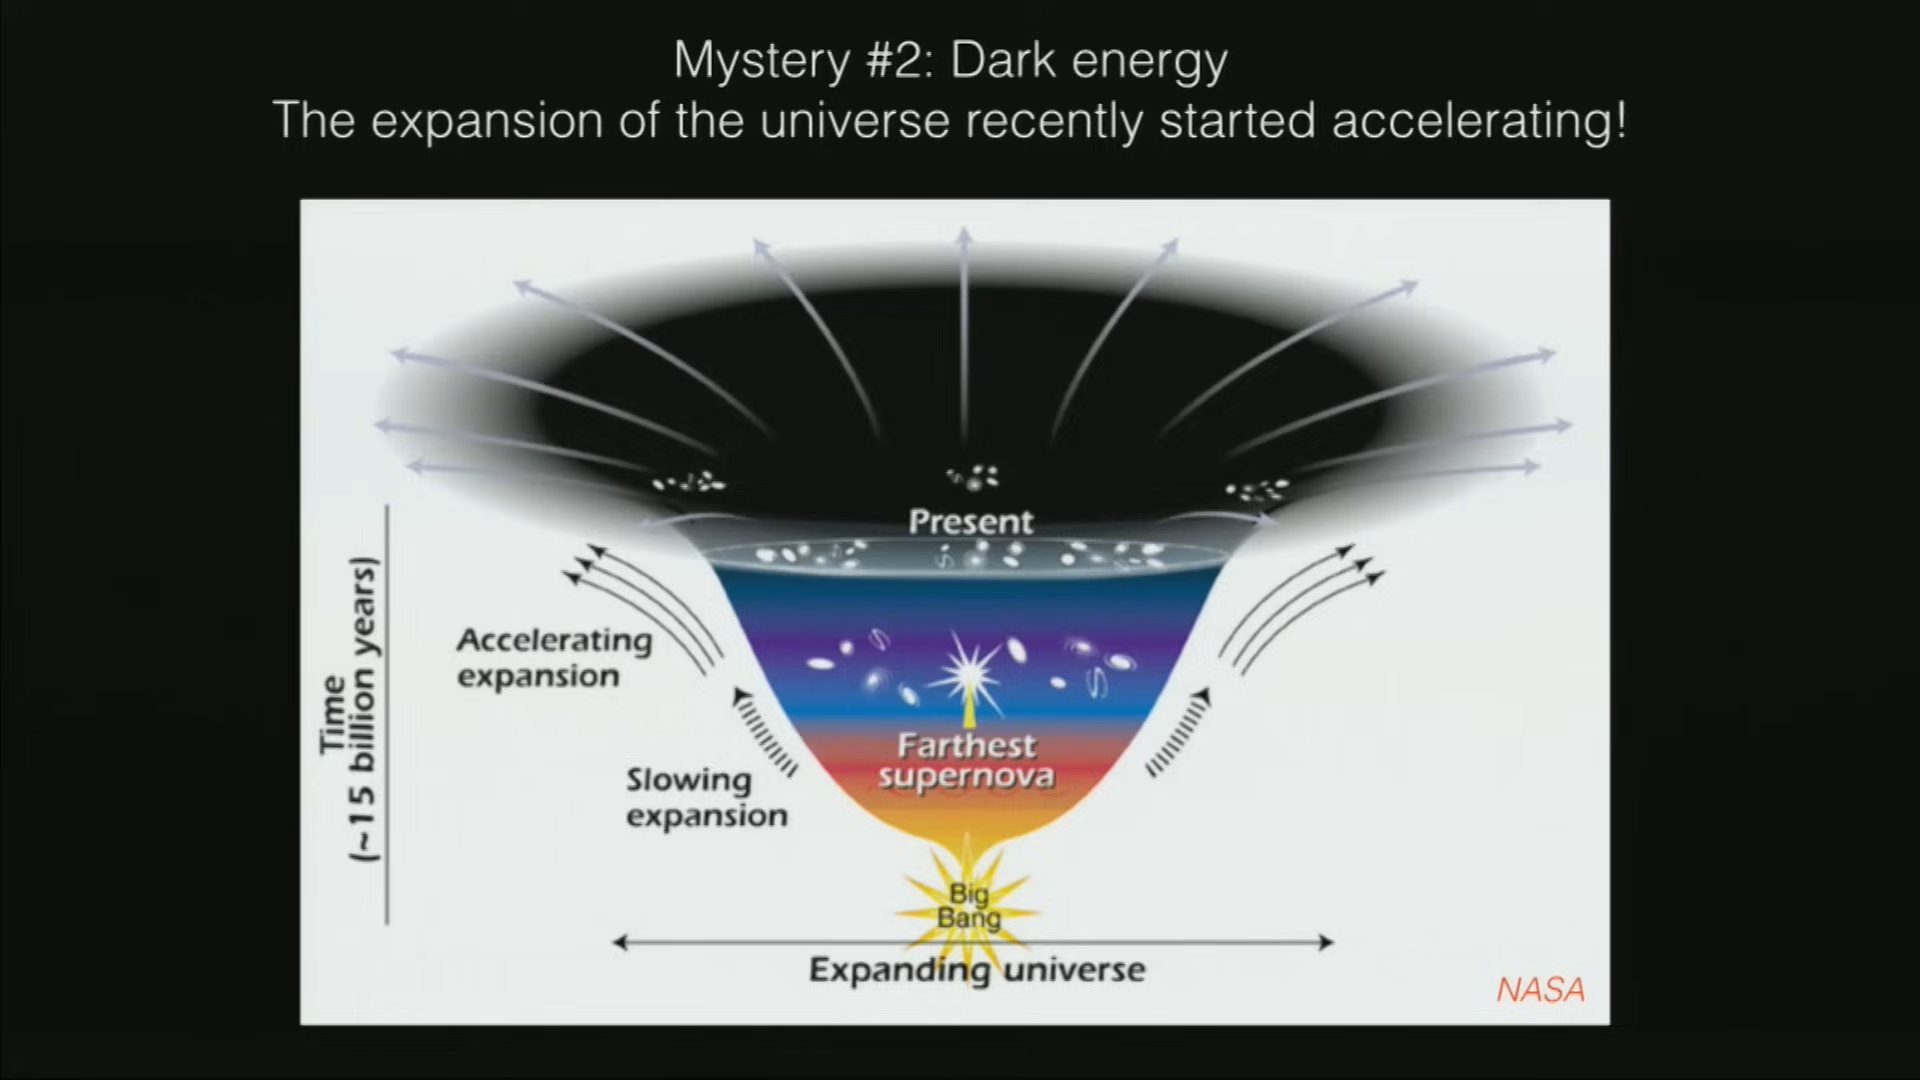 Mystery #2: Dark energy
The expansion of the universe recently started accelerating!
Present
Accelerating
expansion
Time
(~15 billion years)
Farthest
supernova
Slowing
expansion
Big
Bang
Expanding universe
NASA